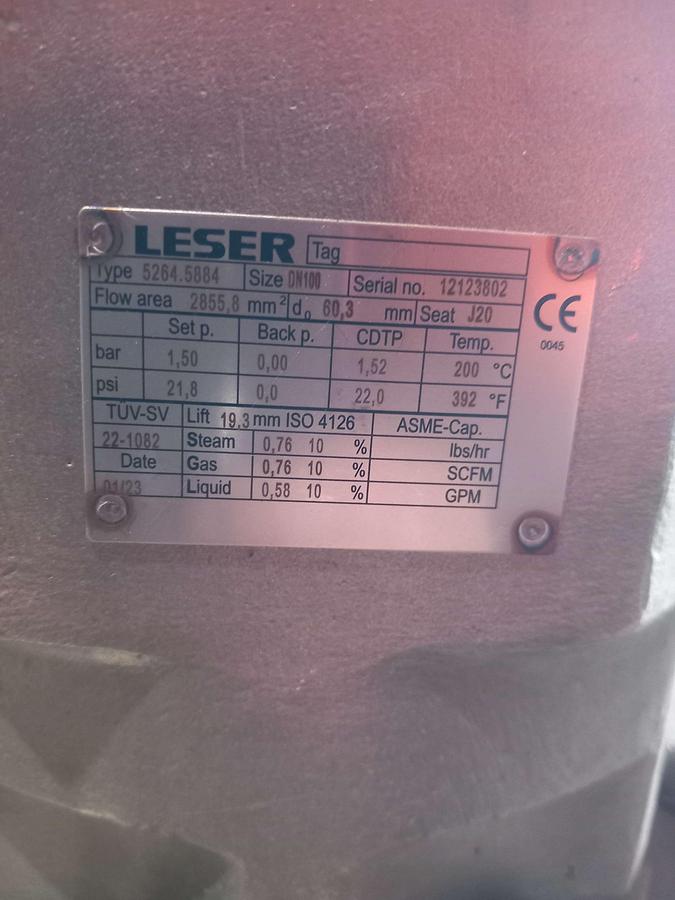 LESER Tag
Type 5264.5884 Size DN100 Serial no. 12123802
Flow area 2855,8 mm² d₀ 60,3 mm Seat J20
Set p. Back p. CDTP Temp.
bar 1,50 0,00 1,52 200 °C
psi 21,8 0,0 22,0 392 °F
TÜV-SV Lift 19,3 mm ISO 4126 ASME-Cap.
22-1082 Steam 0,76 10 % lbs/hr
Date Gas 0,76 10 % SCFM
01/23 Liquid 0,58 10 % GPM
CE
0045